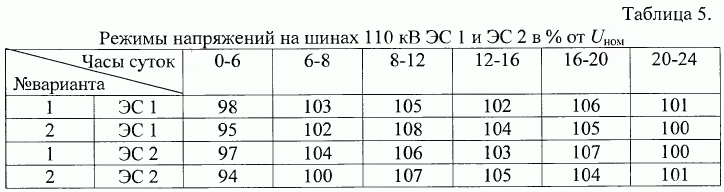 Таблица 5.
Режимы напряжений на шинах 110 кВ ЭС 1 и ЭС 2 в % от Uном
Часы суток 0-6 6-8 8-12 12-16 16-20 20-24
№варианта
1 ЭС 1 98 103 105 102 106 101
2 ЭС 1 95 102 108 104 105 100
1 ЭС 2 97 104 106 103 107 100
2 ЭС 2 94 100 107 105 104 101